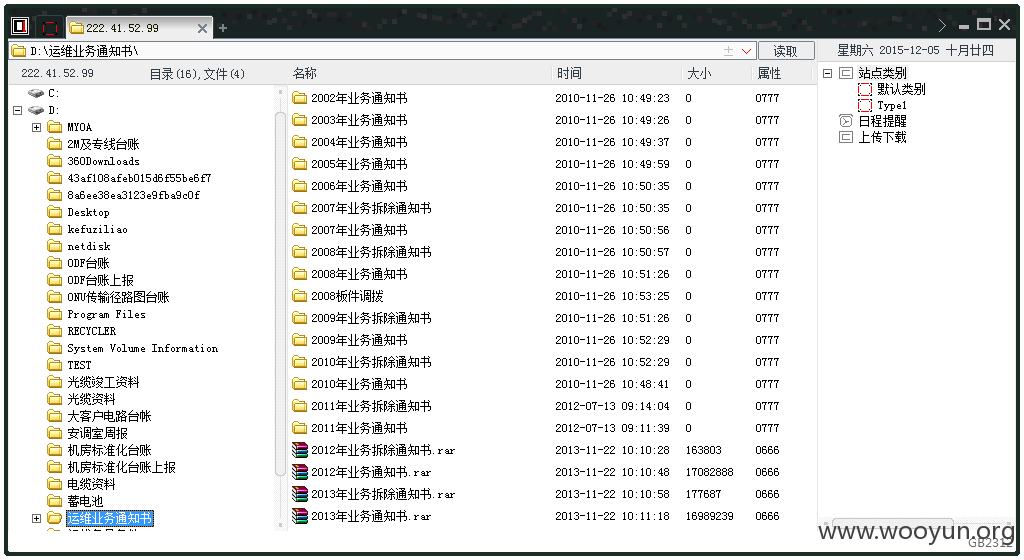 222.41.52.99
D:\运维业务通知书\
读取
星期六 2015-12-05 十月廿四
222.41.52.99 目录(16),文件(4)
C:
D:
MYOA
2M及专线台账
360Downloads
43af108afeb015d6f55be6f7
8a6ee38ea3123e9fba9c0f
Desktop
kefuziliao
netdisk
ODF台账
ODF台账上报
ONU传输径路图台账
Program Files
RECYCLER
System Volume Information
TEST
光缆竣工资料
光缆资料
大客户电路台帐
安调室周报
机房标准化台账
机房标准化台账上报
电缆资料
蓄电池
运维业务通知书
名称 时间 大小 属性
2002年业务通知书 2010-11-26 10:49:23 0 0777
2003年业务通知书 2010-11-26 10:49:26 0 0777
2004年业务通知书 2010-11-26 10:49:37 0 0777
2005年业务通知书 2010-11-26 10:49:59 0 0777
2006年业务通知书 2010-11-26 10:50:35 0 0777
2007年业务拆除通知书 2010-11-26 10:50:35 0 0777
2007年业务通知书 2010-11-26 10:50:56 0 0777
2008年业务拆除通知书 2010-11-26 10:50:57 0 0777
2008年业务通知书 2010-11-26 10:51:26 0 0777
2008板件调拨 2010-11-26 10:53:25 0 0777
2009年业务拆除通知书 2010-11-26 10:51:26 0 0777
2009年业务通知书 2010-11-26 10:52:29 0 0777
2010年业务拆除通知书 2010-11-26 10:52:29 0 0777
2010年业务通知书 2010-11-26 10:48:41 0 0777
2011年业务拆除通知书 2012-07-13 09:14:04 0 0777
2011年业务通知书 2012-07-13 09:11:39 0 0777
2012年业务拆除通知书.rar 2013-11-22 10:10:28 163803 0666
2012年业务通知书.rar 2013-11-22 10:10:48 17082888 0666
2013年业务拆除通知书.rar 2013-11-22 10:10:58 177687 0666
2013年业务通知书.rar 2013-11-22 10:11:18 16989239 0666
站点类别
默认类别
Type1
日程提醒
上传下载
www.wooyun.org
GB2312